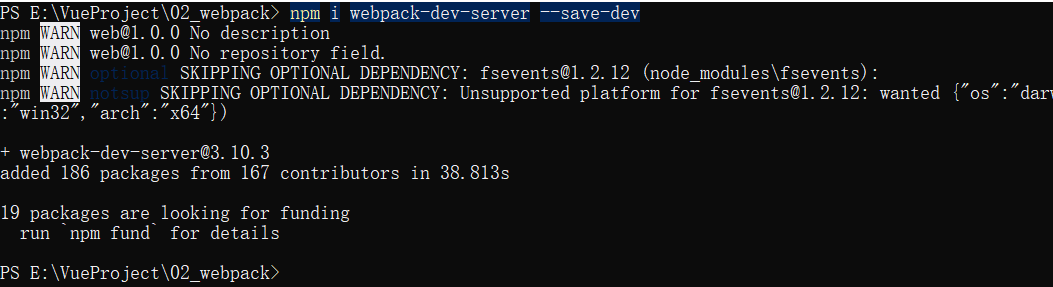 PS E:\VueProject\02_webpack> npm i webpack-dev-server --save-dev
npm WARN web@1.0.0 No description
npm WARN web@1.0.0 No repository field.
npm WARN optional SKIPPING OPTIONAL DEPENDENCY: fsevents@1.2.12 (node_modules\fsevents):
npm WARN notsup SKIPPING OPTIONAL DEPENDENCY: Unsupported platform for fsevents@1.2.12: wanted {"os":"darw
:"win32","arch":"x64"})
+ webpack-dev-server@3.10.3
added 186 packages from 167 contributors in 38.813s
19 packages are looking for funding
run `npm fund` for details
PS E:\VueProject\02_webpack>